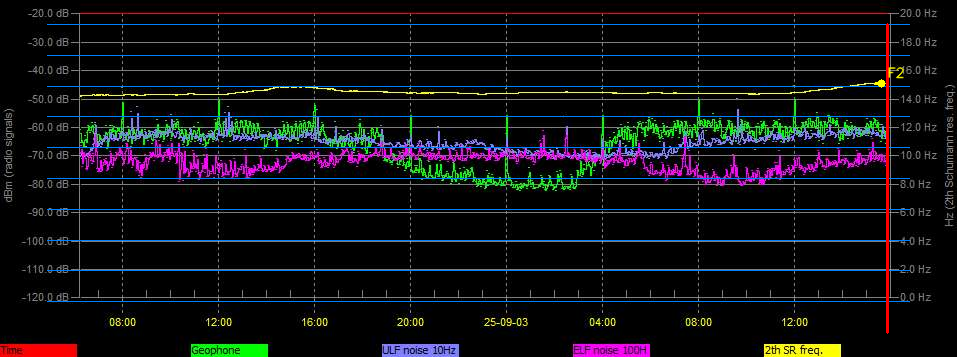 -20.0 dB 20.0 Hz
-30.0 dB 18.0 Hz
-40.0 dB 16.0 Hz
F2
-50.0 dB 14.0 Hz
-60.0 dB 12.0 Hz
-70.0 dB 10.0 Hz
-80.0 dB 8.0 Hz
-90.0 dB 6.0 Hz
-100.0 dB 4.0 Hz
-110.0 dB 2.0 Hz
-120.0 dB 0.0 Hz
dBm (radio signals)
Hz (2th Schumann res. freq.)
08:00 12:00 16:00 20:00 25-09-03 04:00 08:00 12:00
Time Geophone ULF noise 10Hz ELF noise 100H 2th SR freq.